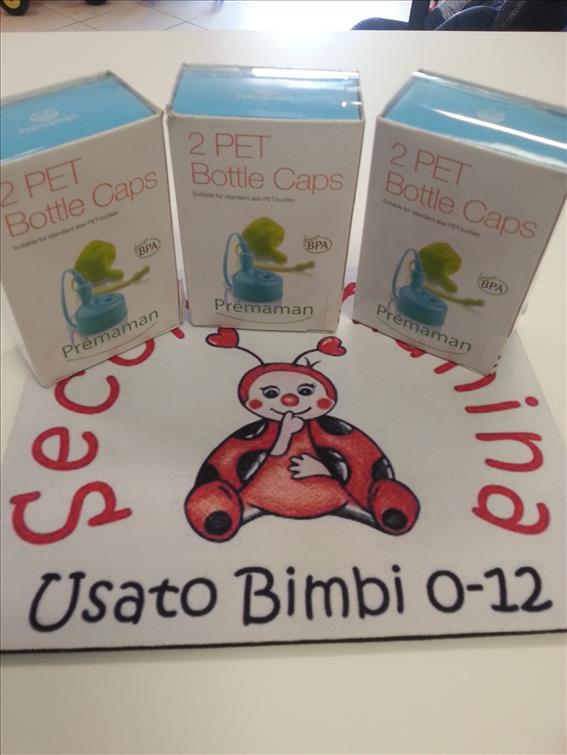 Prémaman
2 PET
Bottle Caps
Suitable for standard size PET-bottles
BPA
Prémaman
2 PET
Bottle Caps
Suitable for standard size PET-bottles
BPA
Prémaman
2 PET
Bottle Caps
Suitable for standard size PET-bottles
BPA
Prémaman
Usato Bimbi 0-12